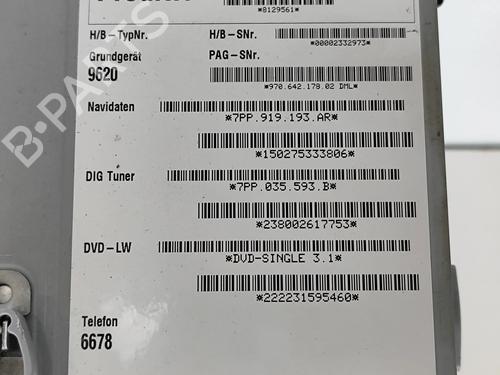 *8129561*
H/B-TypNr.
H/B-SNr.
*00002332973*
Grundgerät
PAG-SNr.
9620
*970.642.178.02 DML*
Navidaten
*7PP.919.193.AR*
*150275333806*
DIG Tuner
*7PP.035.593.B*
*238002617753*
DVD-LW
*DVD-SINGLE 3.1*
*222231595460*
Telefon
6678
B-PARTS